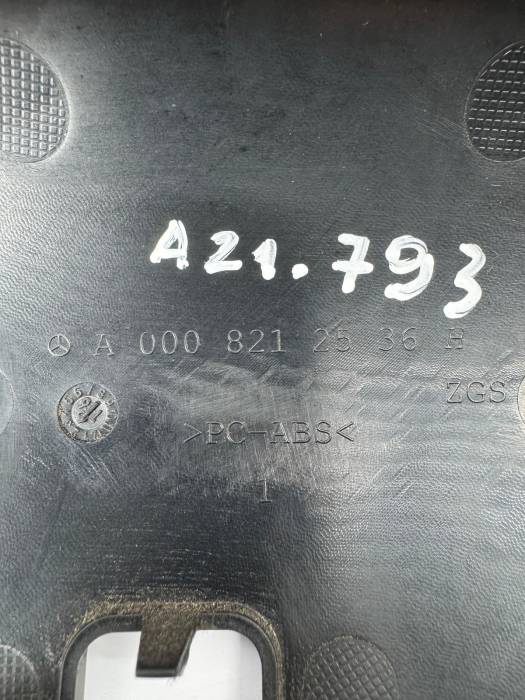 A21.793
A 000 821 25 36 H
ZGS
>PC-ABS<
1